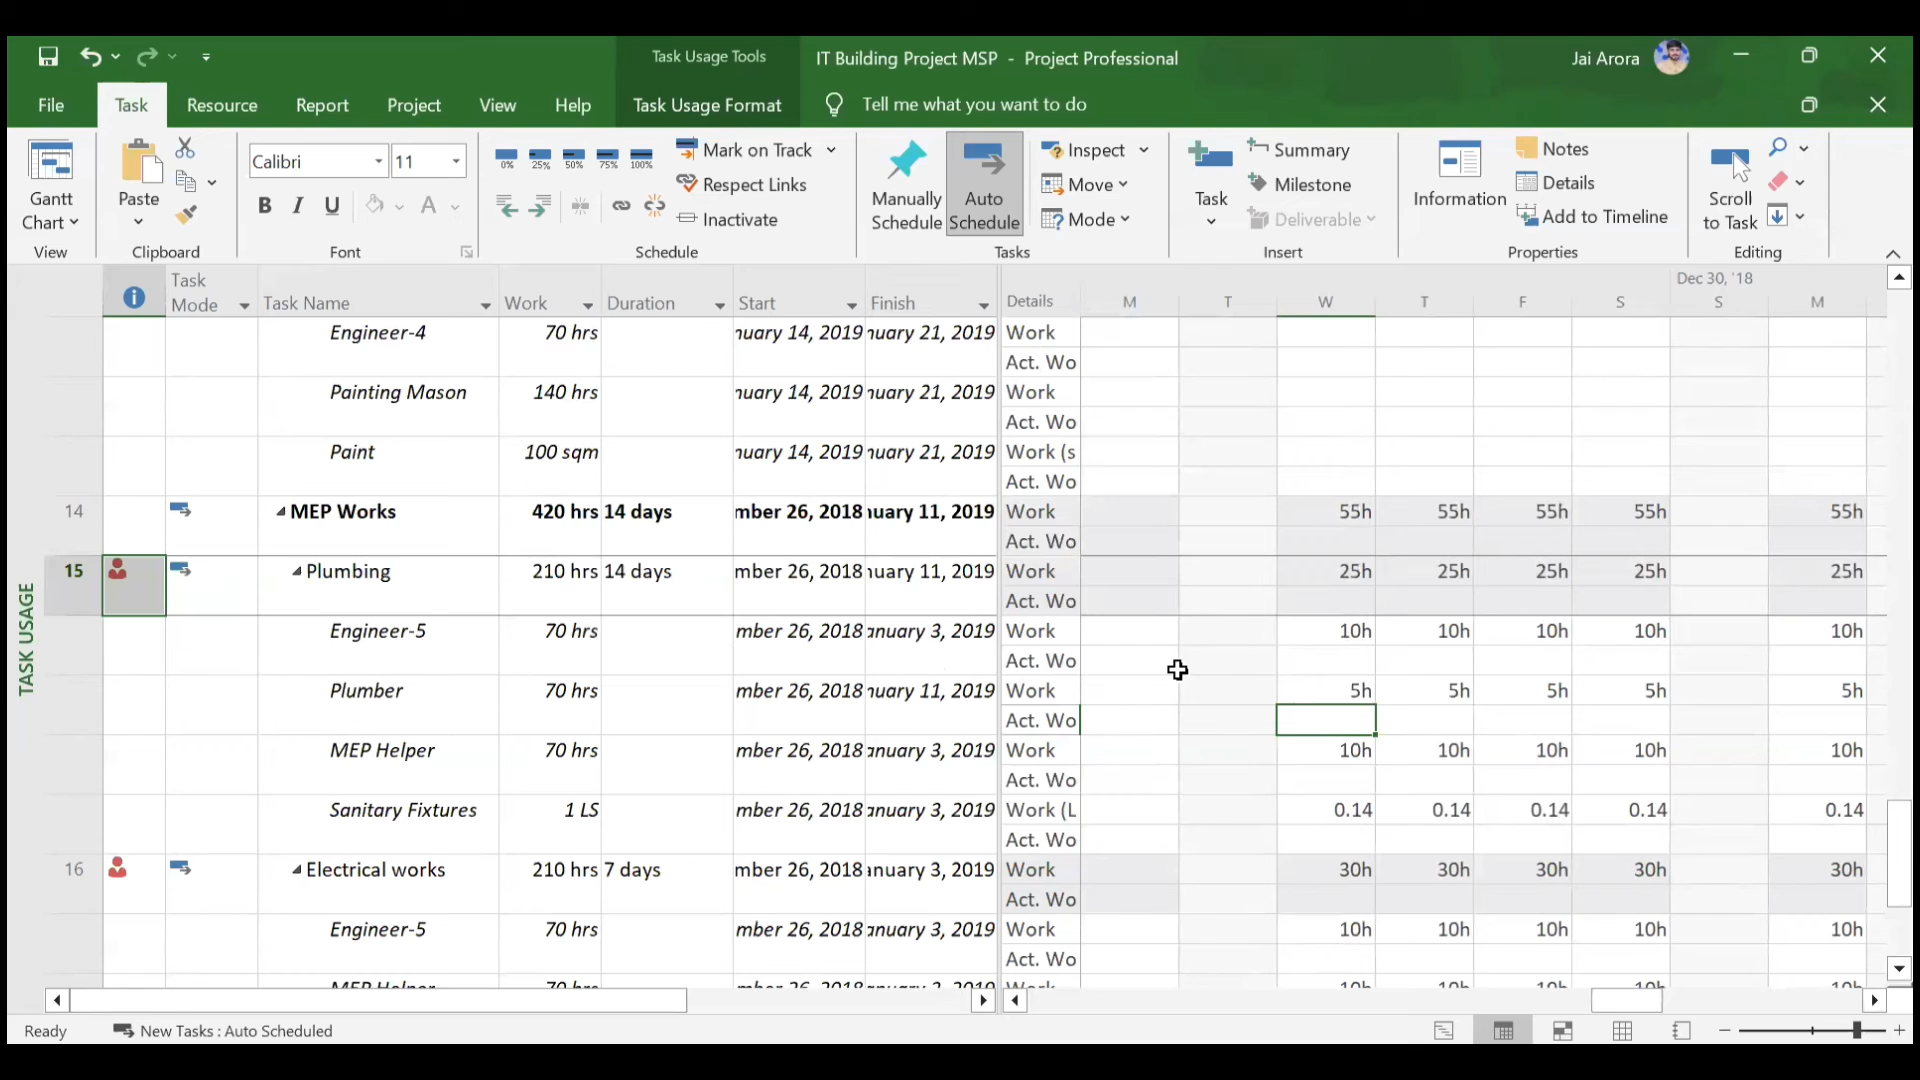 Task Usage Tools
IT Building Project MSP - Project Professional
Jai Arora
File Task Resource Report Project View Help Task Usage Format Tell me what you want to do
Gantt Chart
View
Paste
Clipboard
Calibri 11
B I U A
Font
0% 25% 50% 75% 100%
Mark on Track
Respect Links
Inactivate
Schedule
Manually Schedule
Auto Schedule
Inspect
Move
Mode
Tasks
Task
Summary
Milestone
Deliverable
Insert
Information
Notes
Details
Add to Timeline
Properties
Scroll to Task
Editing
Dec 30, '18
Task Mode Task Name Work Duration Start Finish Details M T W T F S S M
Engineer-4 70 hrs nuary 14, 2019 nuary 21, 2019 Work
Act. Wo
Painting Mason 140 hrs nuary 14, 2019 nuary 21, 2019 Work
Act. Wo
Paint 100 sqm nuary 14, 2019 nuary 21, 2019 Work (s
Act. Wo
14 MEP Works 420 hrs 14 days mber 26, 2018 nuary 11, 2019 Work 55h 55h 55h 55h 55h
Act. Wo
15 Plumbing 210 hrs 14 days mber 26, 2018 nuary 11, 2019 Work 25h 25h 25h 25h 25h
Act. Wo
Engineer-5 70 hrs mber 26, 2018 anuary 3, 2019 Work 10h 10h 10h 10h 10h
Act. Wo
Plumber 70 hrs mber 26, 2018 nuary 11, 2019 Work 5h 5h 5h 5h 5h
Act. Wo
MEP Helper 70 hrs mber 26, 2018 anuary 3, 2019 Work 10h 10h 10h 10h 10h
Act. Wo
Sanitary Fixtures 1 LS mber 26, 2018 anuary 3, 2019 Work (L 0.14 0.14 0.14 0.14 0.14
Act. Wo
16 Electrical works 210 hrs 7 days mber 26, 2018 anuary 3, 2019 Work 30h 30h 30h 30h 30h
Act. Wo
Engineer-5 70 hrs mber 26, 2018 anuary 3, 2019 Work 10h 10h 10h 10h 10h
Act. Wo
MEP Helper 70 hrs
TASK USAGE
Ready New Tasks : Auto Scheduled